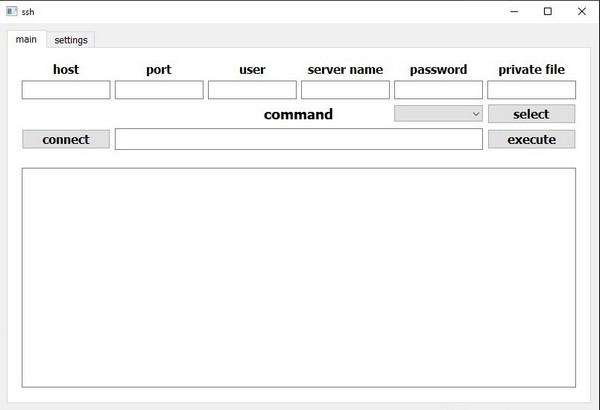 ssh
main settings
host port user server name password private file
command select
connect execute